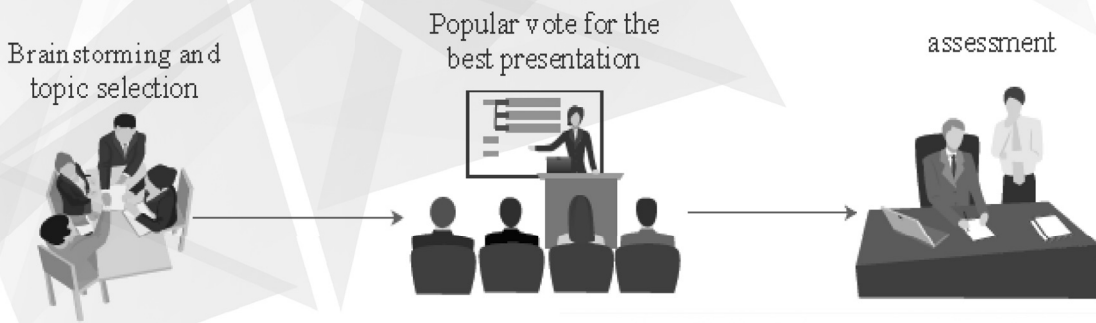 Brainstorming and
topic selection
Popular vote for the
best presentation
assessment